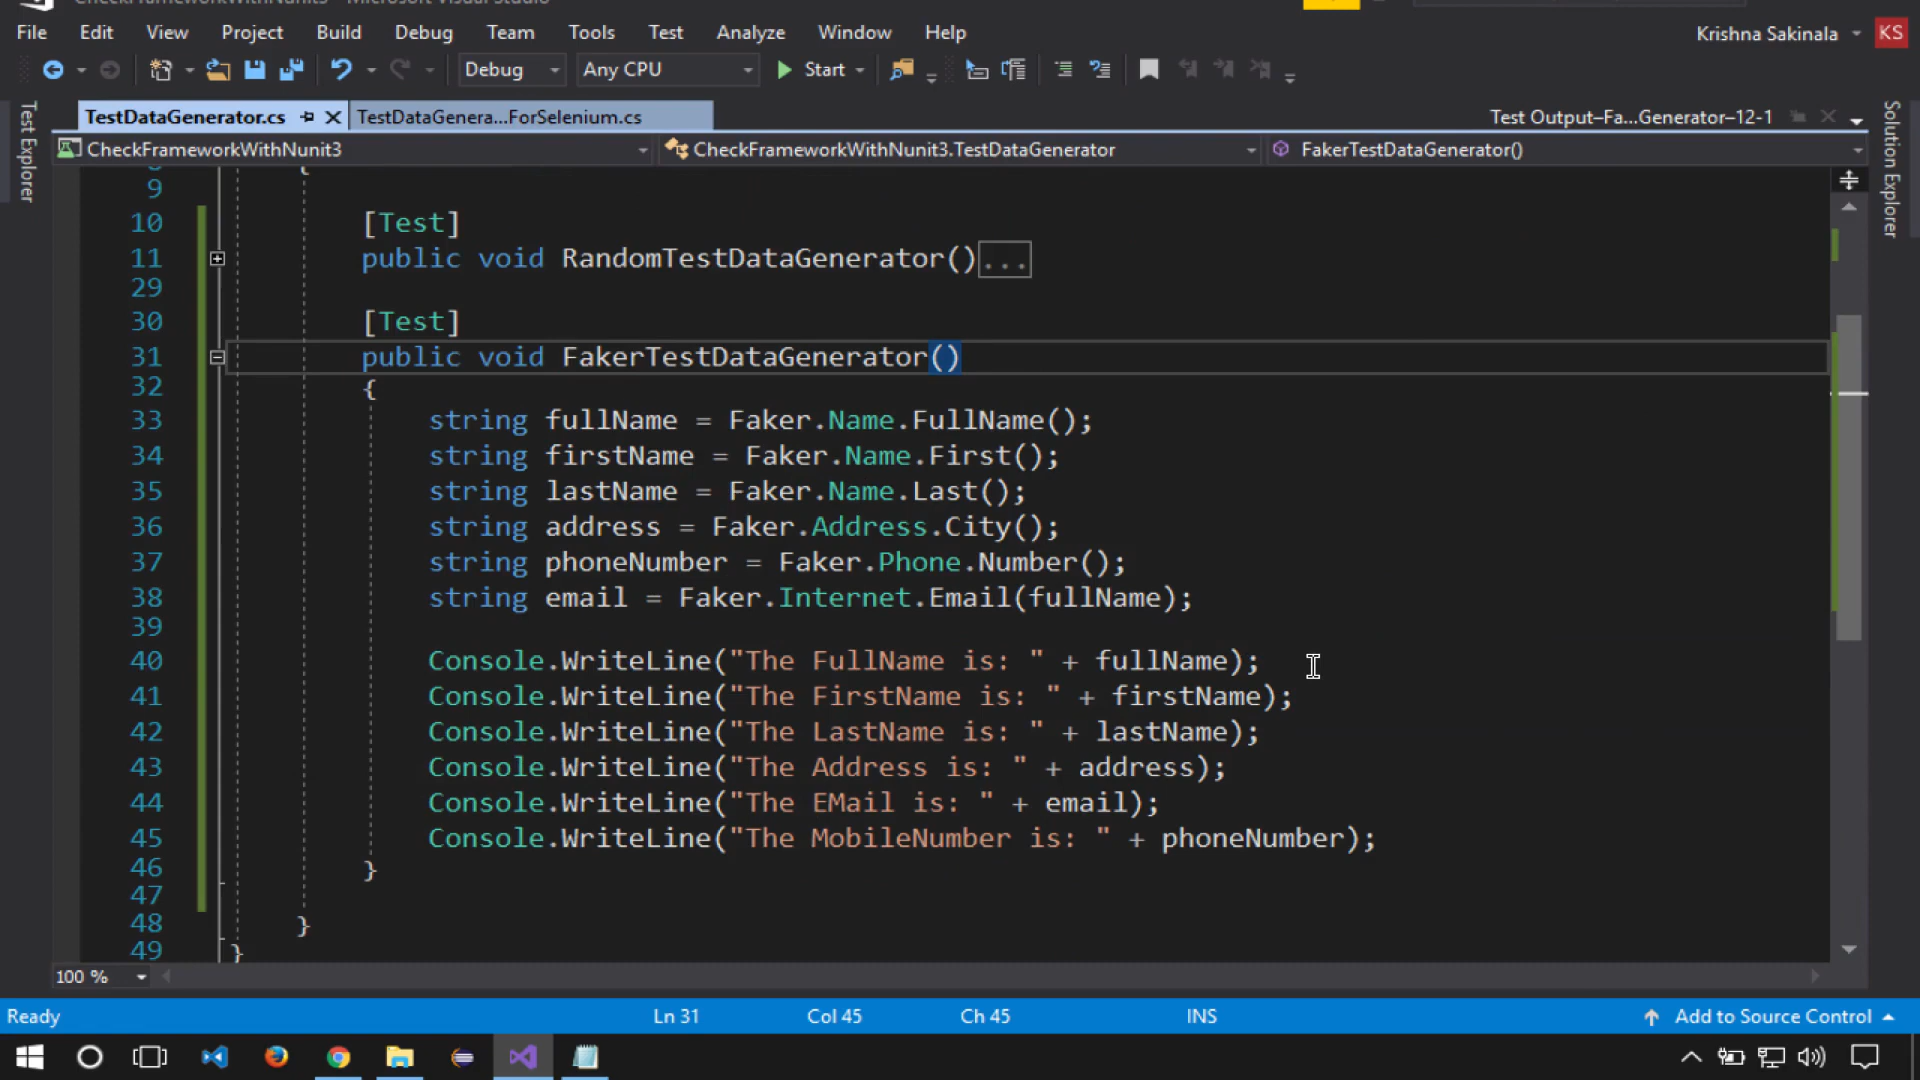 CheckFrameworkWithNunit3 - Microsoft Visual Studio
File Edit View Project Build Debug Team Tools Test Analyze Window Help
Krishna Sakinala KS
Debug Any CPU Start
TestDataGenerator.cs TestDataGenera...ForSelenium.cs Test Output–Fa...Generator–12-1
CheckFrameworkWithNunit3 CheckFrameworkWithNunit3.TestDataGenerator FakerTestDataGenerator()
Test Explorer
Solution Explorer
9
10 [Test]
11 public void RandomTestDataGenerator()...
29
30 [Test]
31 public void FakerTestDataGenerator()
32 {
33 string fullName = Faker.Name.FullName();
34 string firstName = Faker.Name.First();
35 string lastName = Faker.Name.Last();
36 string address = Faker.Address.City();
37 string phoneNumber = Faker.Phone.Number();
38 string email = Faker.Internet.Email(fullName);
39
40 Console.WriteLine("The FullName is: " + fullName);
41 Console.WriteLine("The FirstName is: " + firstName);
42 Console.WriteLine("The LastName is: " + lastName);
43 Console.WriteLine("The Address is: " + address);
44 Console.WriteLine("The EMail is: " + email);
45 Console.WriteLine("The MobileNumber is: " + phoneNumber);
46 }
47
48 }
49 }
100 %
Ready Ln 31 Col 45 Ch 45 INS Add to Source Control